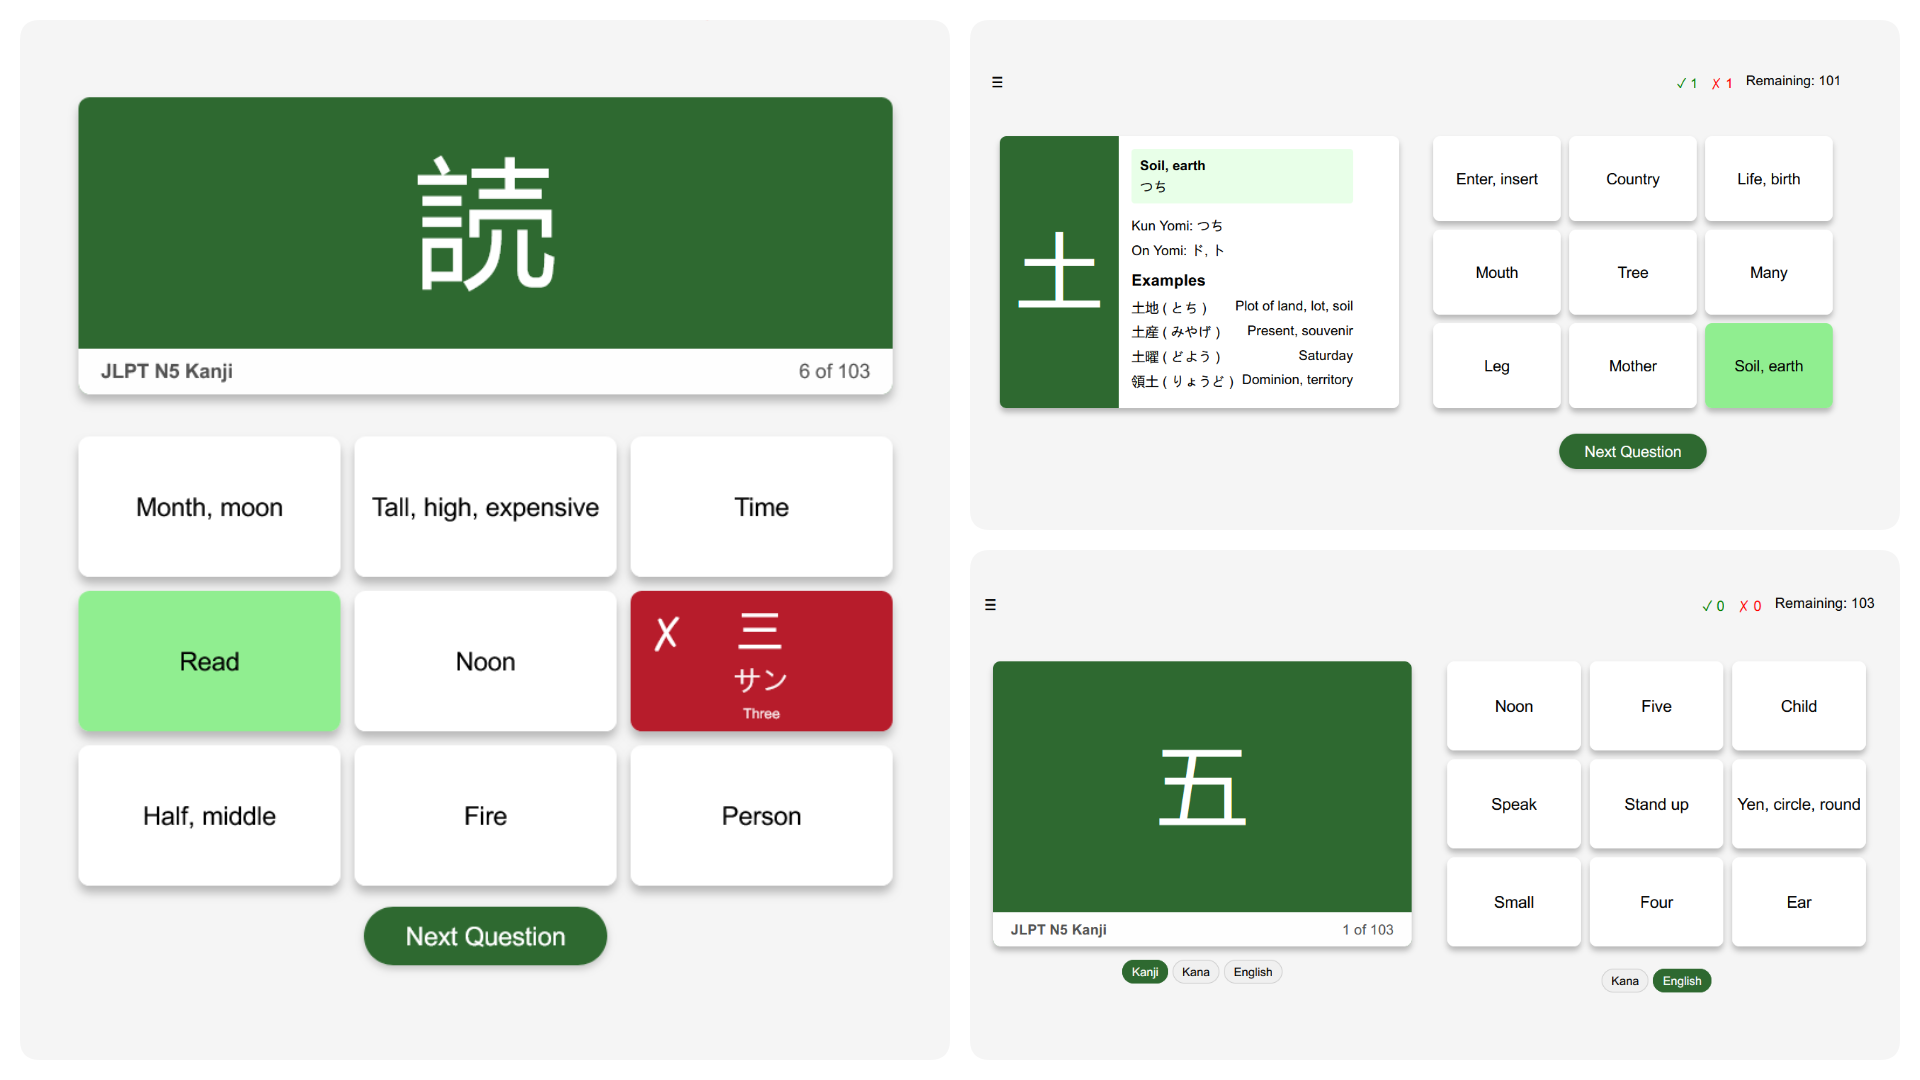 読
JLPT N5 Kanji 6 of 103
Month, moon
Tall, high, expensive
Time
Read
Noon
✗ 三
サン
Three
Half, middle
Fire
Person
Next Question
☰ ✓ 1 ✗ 1 Remaining: 101
土
Soil, earth
つち
Kun Yomi: つち
On Yomi: ド, ト
Examples
土地 ( とち ) Plot of land, lot, soil
土産 ( みやげ ) Present, souvenir
土曜 ( どよう ) Saturday
領土 ( りょうど ) Dominion, territory
Enter, insert
Country
Life, birth
Mouth
Tree
Many
Leg
Mother
Soil, earth
Next Question
☰ ✓ 0 ✗ 0 Remaining: 103
五
JLPT N5 Kanji 1 of 103
Kanji Kana English
Noon
Five
Child
Speak
Stand up
Yen, circle, round
Small
Four
Ear
Kana English